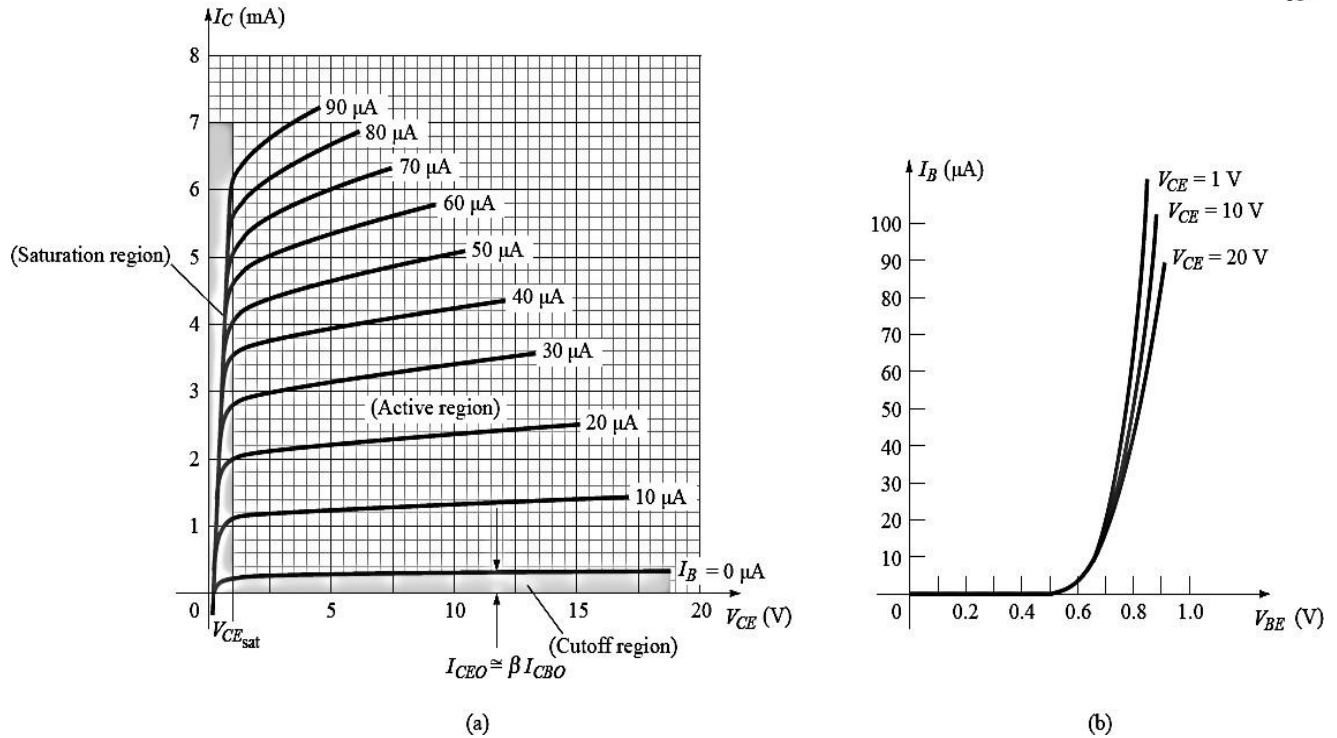 I_C (mA)
8
7
6
5
4
3
2
1
0
90 μA
80 μA
70 μA
60 μA
50 μA
40 μA
30 μA
20 μA
10 μA
I_B = 0 μA
(Saturation region)
(Active region)
(Cutoff region)
5
10
15
20
V_CE (V)
V_CEsat
I_CEO ≅ β I_CBO
(a)
I_B (μA)
100
90
80
70
60
50
40
30
20
10
0
0.2
0.4
0.6
0.8
1.0
V_BE (V)
V_CE = 1 V
V_CE = 10 V
V_CE = 20 V
(b)